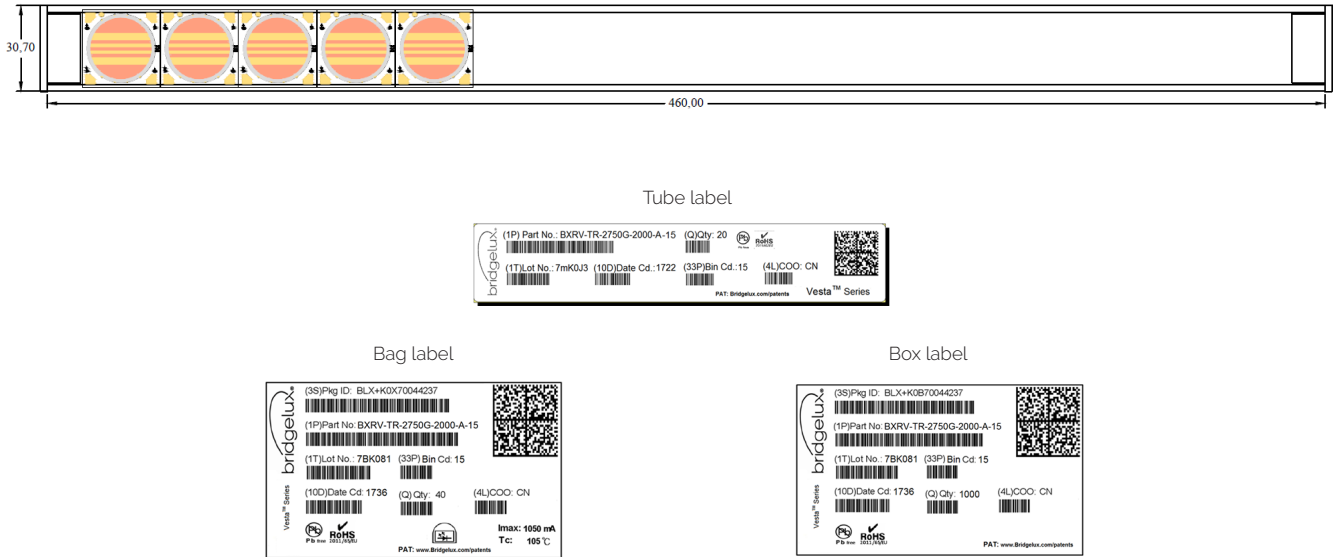 30,70
460,00
Tube label
bridgelux.
(1P) Part No.: BXRV-TR-2750G-2000-A-15 (Q)Qty: 20 Pb RoHS
(1T)Lot No.: 7mK0J3 (10D)Date Cd.:1722 (33P)Bin Cd.:15 (4L)COO: CN
PAT: Bridgelux.com/patents Vesta™ Series
Bag label
bridgelux.
Vesta™ Series
(3S)Pkg ID: BLX+K0X70044237
(1P)Part No: BXRV-TR-2750G-2000-A-15
(1T)Lot No.: 7BK081 (33P) Bin Cd: 15
(10D)Date Cd: 1736 (Q) Qty: 40 (4L)COO: CN
Pb RoHS Imax: 1050 mA
Pb free 2011/65/EU Tc: 105℃
PAT: www.Bridgelux.com/patents
Box label
bridgelux.
Vesta™ Series
(3S)Pkg ID: BLX+K0B70044237
(1P)Part No: BXRV-TR-2750G-2000-A-15
(1T)Lot No.: 7BK081 (33P) Bin Cd: 15
(10D)Date Cd: 1736 (Q) Qty: 1000 (4L)COO: CN
Pb RoHS
Pb free 2011/65/EU
PAT: www.Bridgelux.com/patents